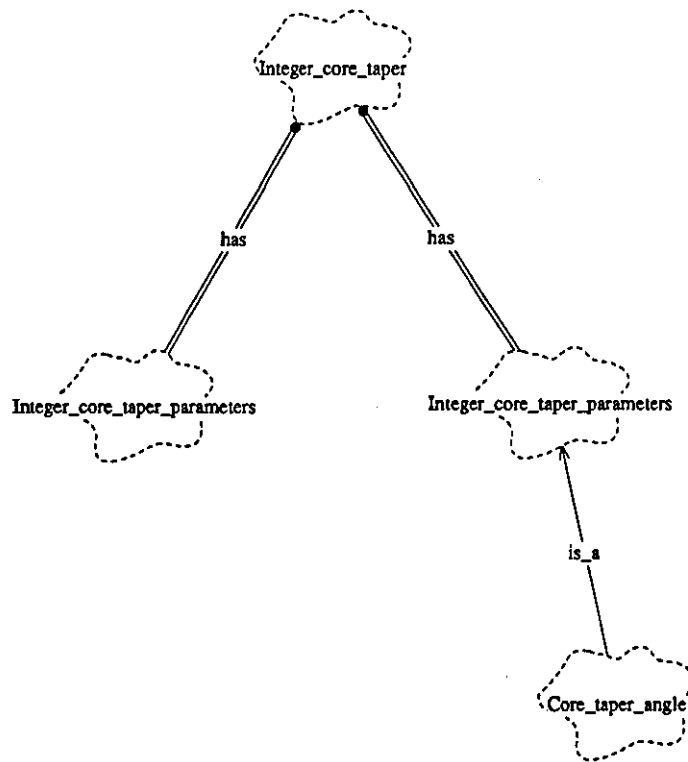 Integer_core_taper
has
has
Integer_core_taper_parameters
Integer_core_taper_parameters
is_a
Core_taper_angle